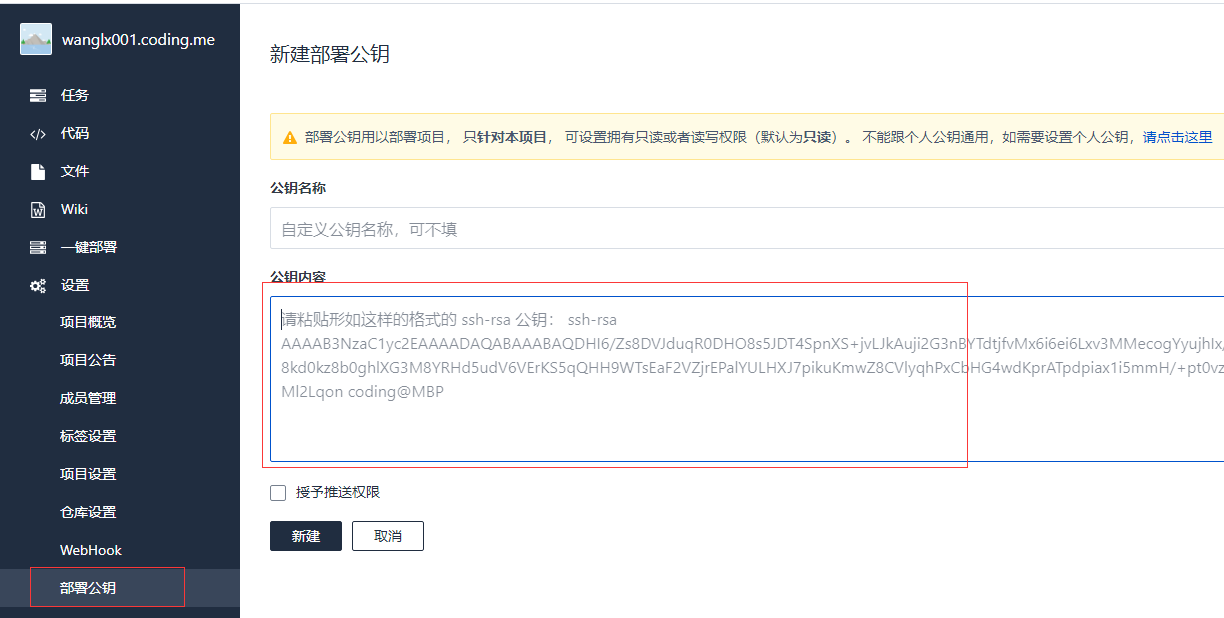 wanglx001.coding.me
任务
代码
文件
Wiki
一键部署
设置
项目概览
项目公告
成员管理
标签设置
项目设置
仓库设置
WebHook
部署公钥
新建部署公钥
部署公钥用以部署项目， 只针对本项目， 可设置拥有只读或者读写权限（默认为只读）。 不能跟个人公钥通用，如需要设置个人公钥，请点击这里
公钥名称
自定义公钥名称，可不填
公钥内容
请粘贴形如这样的格式的 ssh-rsa 公钥： ssh-rsa
AAAAB3NzaC1yc2EAAAADAQABAAABAQDHI6/Zs8DVJduqR0DHO8s5JDT4SpnXS+jvLJkAuji2G3nBYTdtjfvMx6i6ei6Lxv3MMecogYyujhIx/
8kd0kz8b0ghlXG3M8YRHd5udV6VErKS5qQHH9WTsEaF2VZjrEPalYULHXJ7pikuKmwZ8CVlyqhPxCbHG4wdKprATpdpiax1i5mmH/+pt0vz
Ml2Lqon coding@MBP
授予推送权限
新建
取消